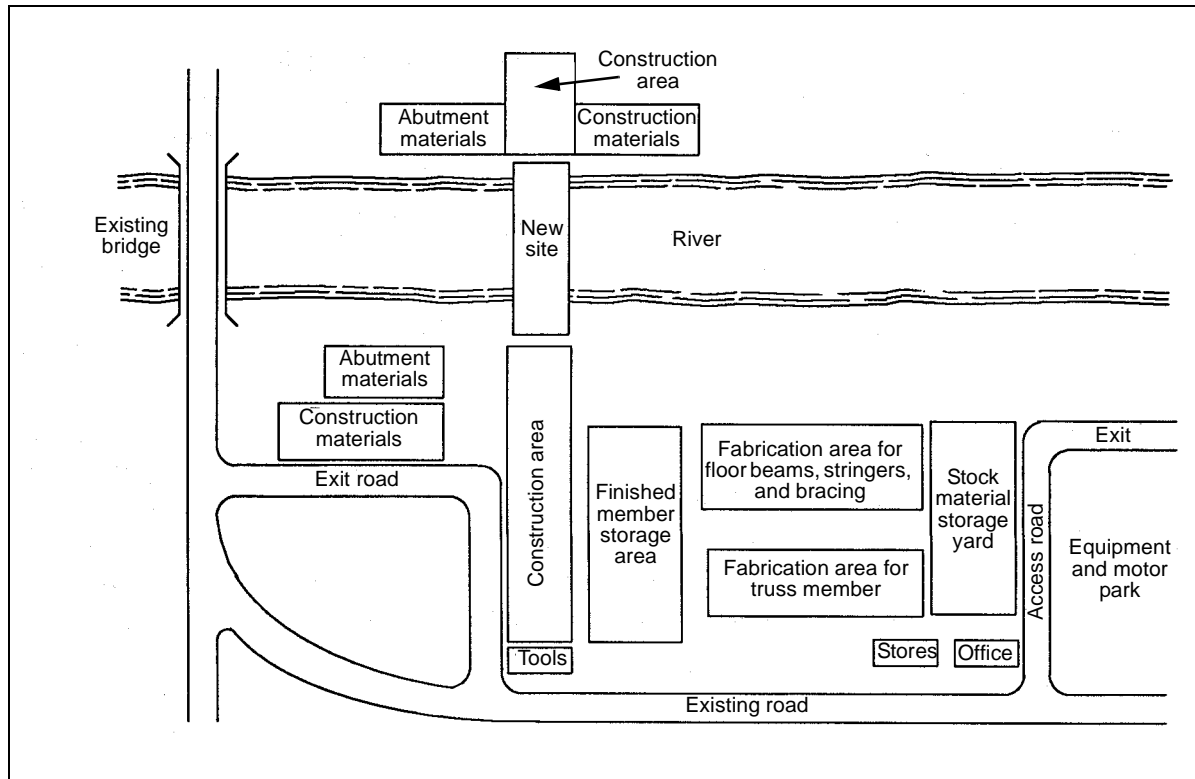 Construction
area
Abutment
materials
Construction
materials
Existing
bridge
New
site
River
Abutment
materials
Construction
materials
Exit road
Construction area
Finished
member
storage
area
Fabrication area for
floor beams, stringers,
and bracing
Fabrication area for
truss member
Stock
material
storage
yard
Access road
Exit
Equipment
and motor
park
Tools
Stores
Office
Existing road